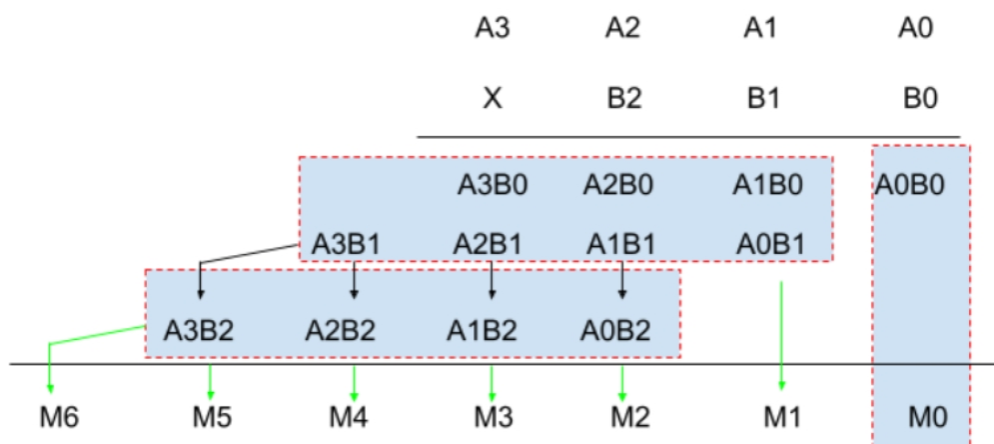 A3 A2 A1 A0
X B2 B1 B0
A3B0 A2B0 A1B0 A0B0
A3B1 A2B1 A1B1 A0B1
A3B2 A2B2 A1B2 A0B2
M6 M5 M4 M3 M2 M1 M0